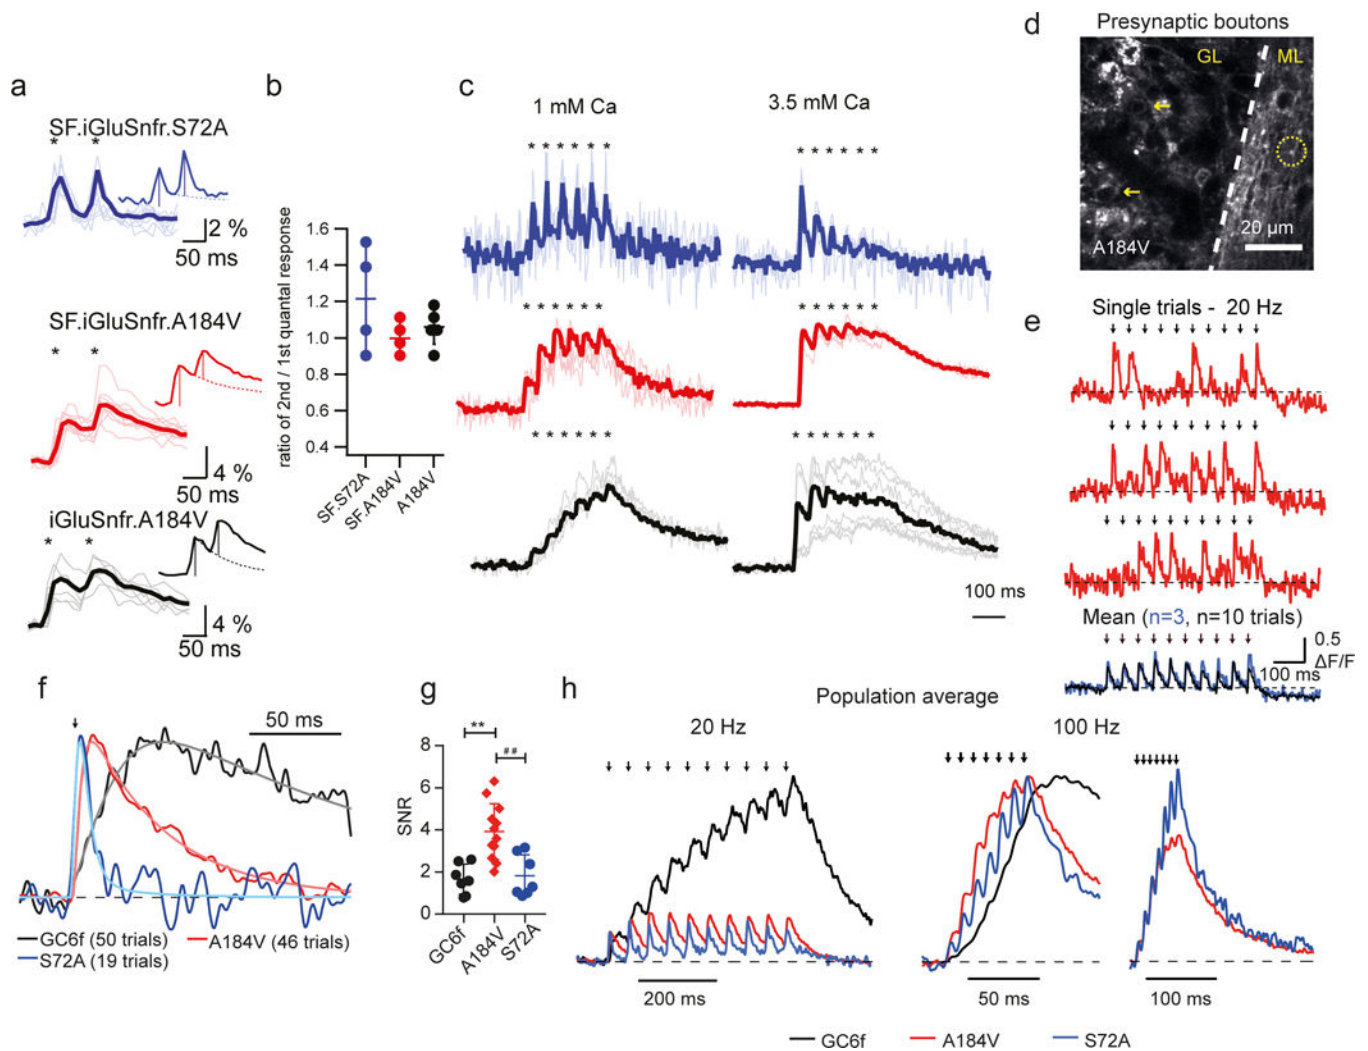 a
SF.iGluSnfr.S72A
* *
2 %
50 ms
SF.iGluSnfr.A184V
* *
4 %
50 ms
iGluSnfr.A184V
* *
4 %
50 ms
b
ratio of 2nd / 1st quantal response
1.6
1.4
1.2
1.0
0.8
0.6
0.4
SF.S72A
SF.A184V
A184V
c
1 mM Ca
3.5 mM Ca
* * * * * *
* * * * * *
* * * * * *
* * * * * *
* * * * * *
* * * * * *
100 ms
d
Presynaptic boutons
GL
ML
A184V
20 µm
e
Single trials - 20 Hz
Mean (n=3, n=10 trials)
0.5
ΔF/F
100 ms
f
50 ms
GC6f (50 trials)
A184V (46 trials)
S72A (19 trials)
g
SNR
8
6
4
2
0
**
##
GC6f
A184V
S72A
h
Population average
20 Hz
100 Hz
200 ms
50 ms
100 ms
GC6f
A184V
S72A